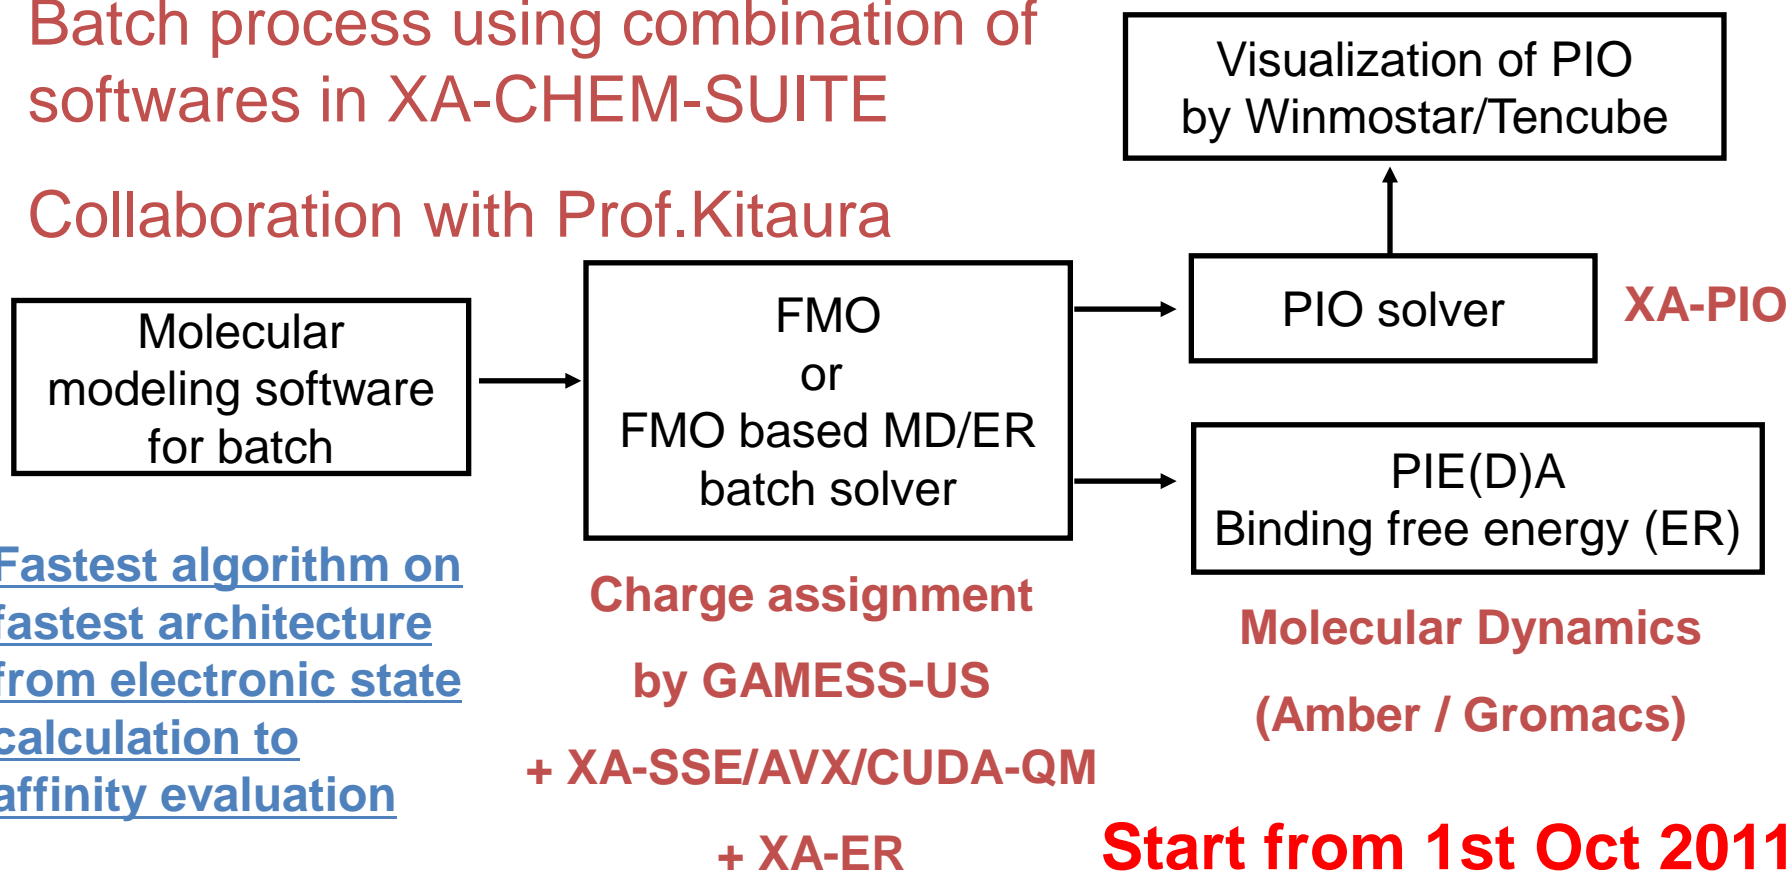 Batch process using combination of
softwares in XA-CHEM-SUITE
Collaboration with Prof.Kitaura
Visualization of PIO
by Winmostar/Tencube
Molecular
modeling software
for batch
FMO
or
FMO based MD/ER
batch solver
PIO solver
XA-PIO
PIE(D)A
Binding free energy (ER)
Fastest algorithm on
fastest architecture
from electronic state
calculation to
affinity evaluation
Charge assignment
by GAMESS-US
+ XA-SSE/AVX/CUDA-QM
+ XA-ER
Molecular Dynamics
(Amber / Gromacs)
Start from 1st Oct 2011